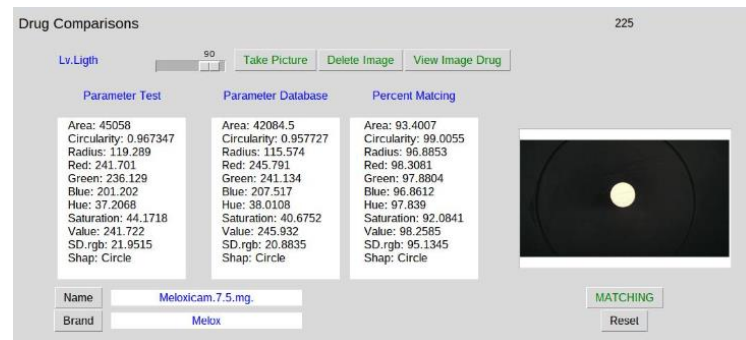 Drug Comparisons
225
Lv.Ligth
90
Take Picture
Delete Image
View Image Drug
Parameter Test
Parameter Database
Percent Matcing
Area: 45058
Circularity: 0.967347
Radius: 119.289
Red: 241.701
Green: 236.129
Blue: 201.202
Hue: 37.2068
Saturation: 44.1718
Value: 241.722
SD.rgb: 21.9515
Shap: Circle
Area: 42084.5
Circularity: 0.957727
Radius: 115.574
Red: 245.791
Green: 241.134
Blue: 207.517
Hue: 38.0108
Saturation: 40.6752
Value: 245.932
SD.rgb: 20.8835
Shap: Circle
Area: 93.4007
Circularity: 99.0055
Radius: 96.8853
Red: 98.3081
Green: 97.8804
Blue: 96.8612
Hue: 97.839
Saturation: 92.0841
Value: 98.2585
SD.rgb: 95.1345
Shap: Circle
Name
Meloxicam.7.5.mg.
Brand
Melox
MATCHING
Reset